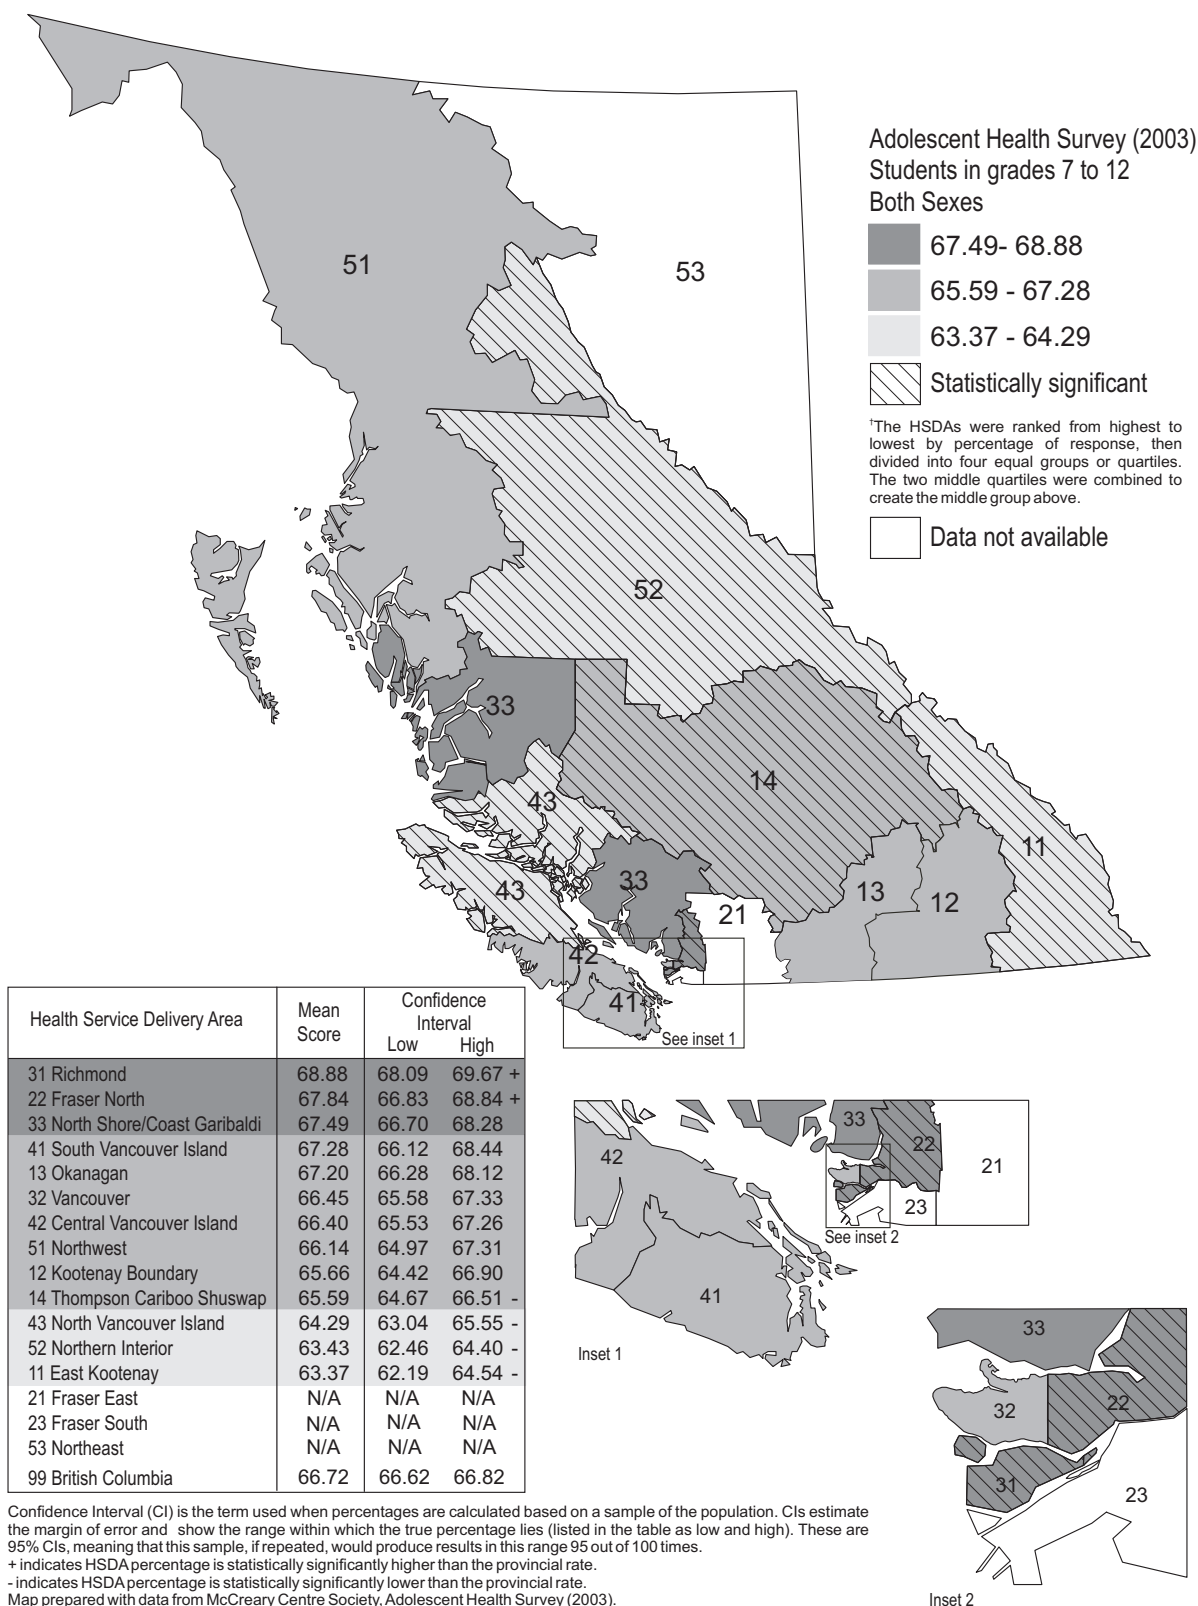 Adolescent Health Survey (2003)
Students in grades 7 to 12
Both Sexes
67.49- 68.88
65.59 - 67.28
63.37 - 64.29
Statistically significant
†The HSDAs were ranked from highest to
lowest by percentage of response, then
divided into four equal groups or quartiles.
The two middle quartiles were combined to
create the middle group above.
Data not available
51
53
52
33
14
43
11
33
43
13
12
21
42
41
See inset 1
Health Service Delivery Area Mean Score Confidence Interval Low High
31 Richmond 68.88 68.09 69.67 +
22 Fraser North 67.84 66.83 68.84 +
33 North Shore/Coast Garibaldi 67.49 66.70 68.28
41 South Vancouver Island 67.28 66.12 68.44
13 Okanagan 67.20 66.28 68.12
32 Vancouver 66.45 65.58 67.33
42 Central Vancouver Island 66.40 65.53 67.26
51 Northwest 66.14 64.97 67.31
12 Kootenay Boundary 65.66 64.42 66.90
14 Thompson Cariboo Shuswap 65.59 64.67 66.51 -
43 North Vancouver Island 64.29 63.04 65.55 -
52 Northern Interior 63.43 62.46 64.40 -
11 East Kootenay 63.37 62.19 64.54 -
21 Fraser East N/A N/A N/A
23 Fraser South N/A N/A N/A
53 Northeast N/A N/A N/A
99 British Columbia 66.72 66.62 66.82
33
22
42
21
23
See inset 2
41
Inset 1
33
32
22
31
23
Inset 2
Confidence Interval (CI) is the term used when percentages are calculated based on a sample of the population. CIs estimate
the margin of error and show the range within which the true percentage lies (listed in the table as low and high). These are
95% CIs, meaning that this sample, if repeated, would produce results in this range 95 out of 100 times.
+ indicates HSDA percentage is statistically significantly higher than the provincial rate.
- indicates HSDA percentage is statistically significantly lower than the provincial rate.
Map prepared with data from McCreary Centre Society, Adolescent Health Survey (2003).